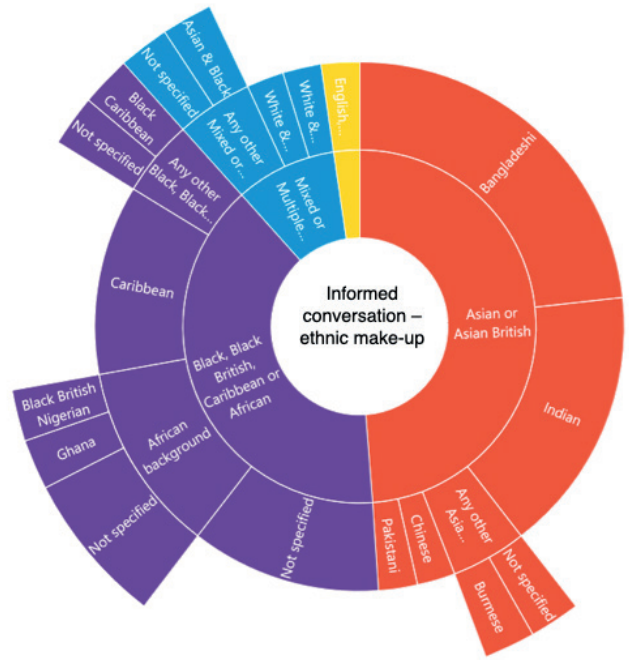 Informed
conversation –
ethnic make-up
Asian or
Asian British
Bangladeshi
Indian
Any other
Asia...
Not specified
Burmese
Chinese
Pakistani
Black, Black
British,
Caribbean or
African
Not specified
African
background
Not specified
Ghana
Black British
Nigerian
Caribbean
Any other
Black, Black...
Not specified
Black
Caribbean
Mixed or
Multiple...
Any other
Mixed or...
Not specified
Asian & Black
White &...
White &...
English,...